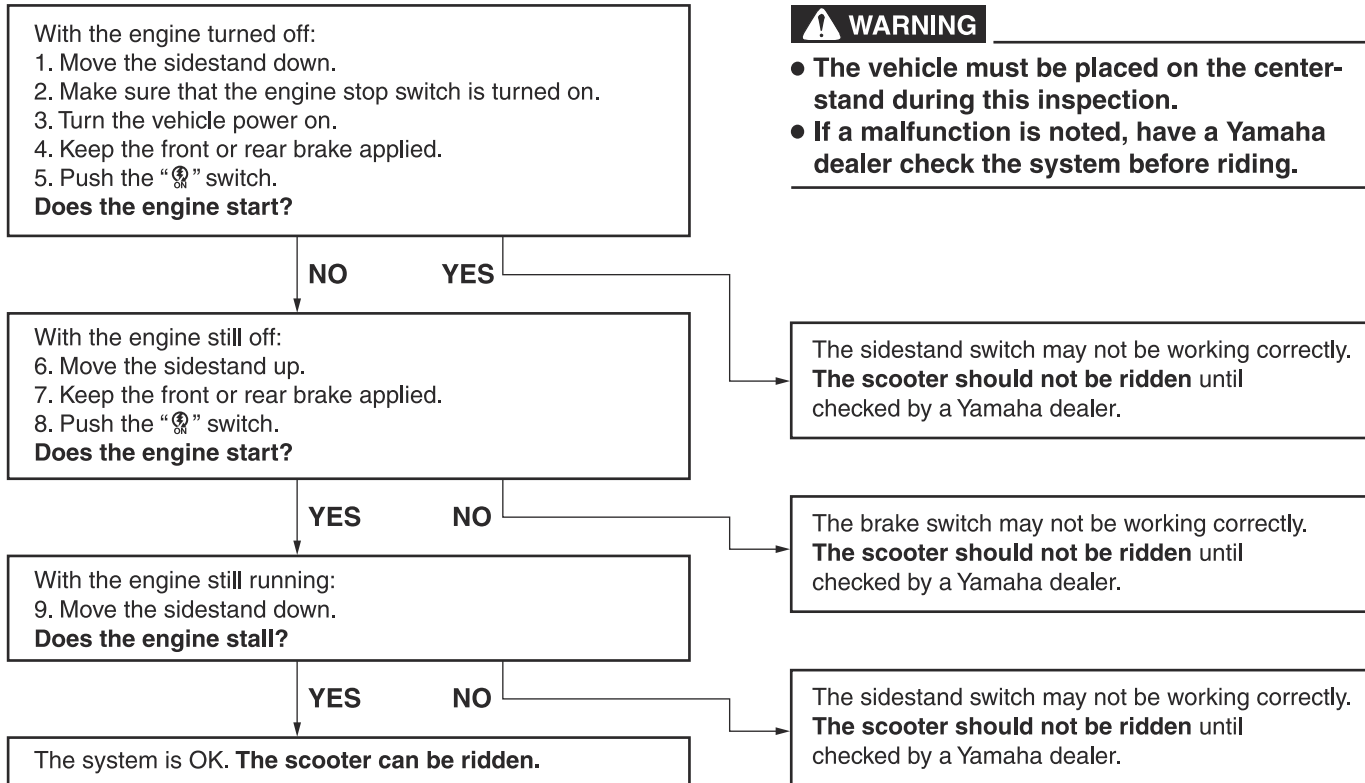 With the engine turned off:
1. Move the sidestand down.
2. Make sure that the engine stop switch is turned on.
3. Turn the vehicle power on.
4. Keep the front or rear brake applied.
5. Push the “ON” switch.
Does the engine start?
WARNING
● The vehicle must be placed on the center-
stand during this inspection.
● If a malfunction is noted, have a Yamaha
dealer check the system before riding.
NO YES
With the engine still off:
6. Move the sidestand up.
7. Keep the front or rear brake applied.
8. Push the “ON” switch.
Does the engine start?
The sidestand switch may not be working correctly.
The scooter should not be ridden until
checked by a Yamaha dealer.
YES NO
With the engine still running:
9. Move the sidestand down.
Does the engine stall?
The brake switch may not be working correctly.
The scooter should not be ridden until
checked by a Yamaha dealer.
YES NO
The system is OK. The scooter can be ridden.
The sidestand switch may not be working correctly.
The scooter should not be ridden until
checked by a Yamaha dealer.